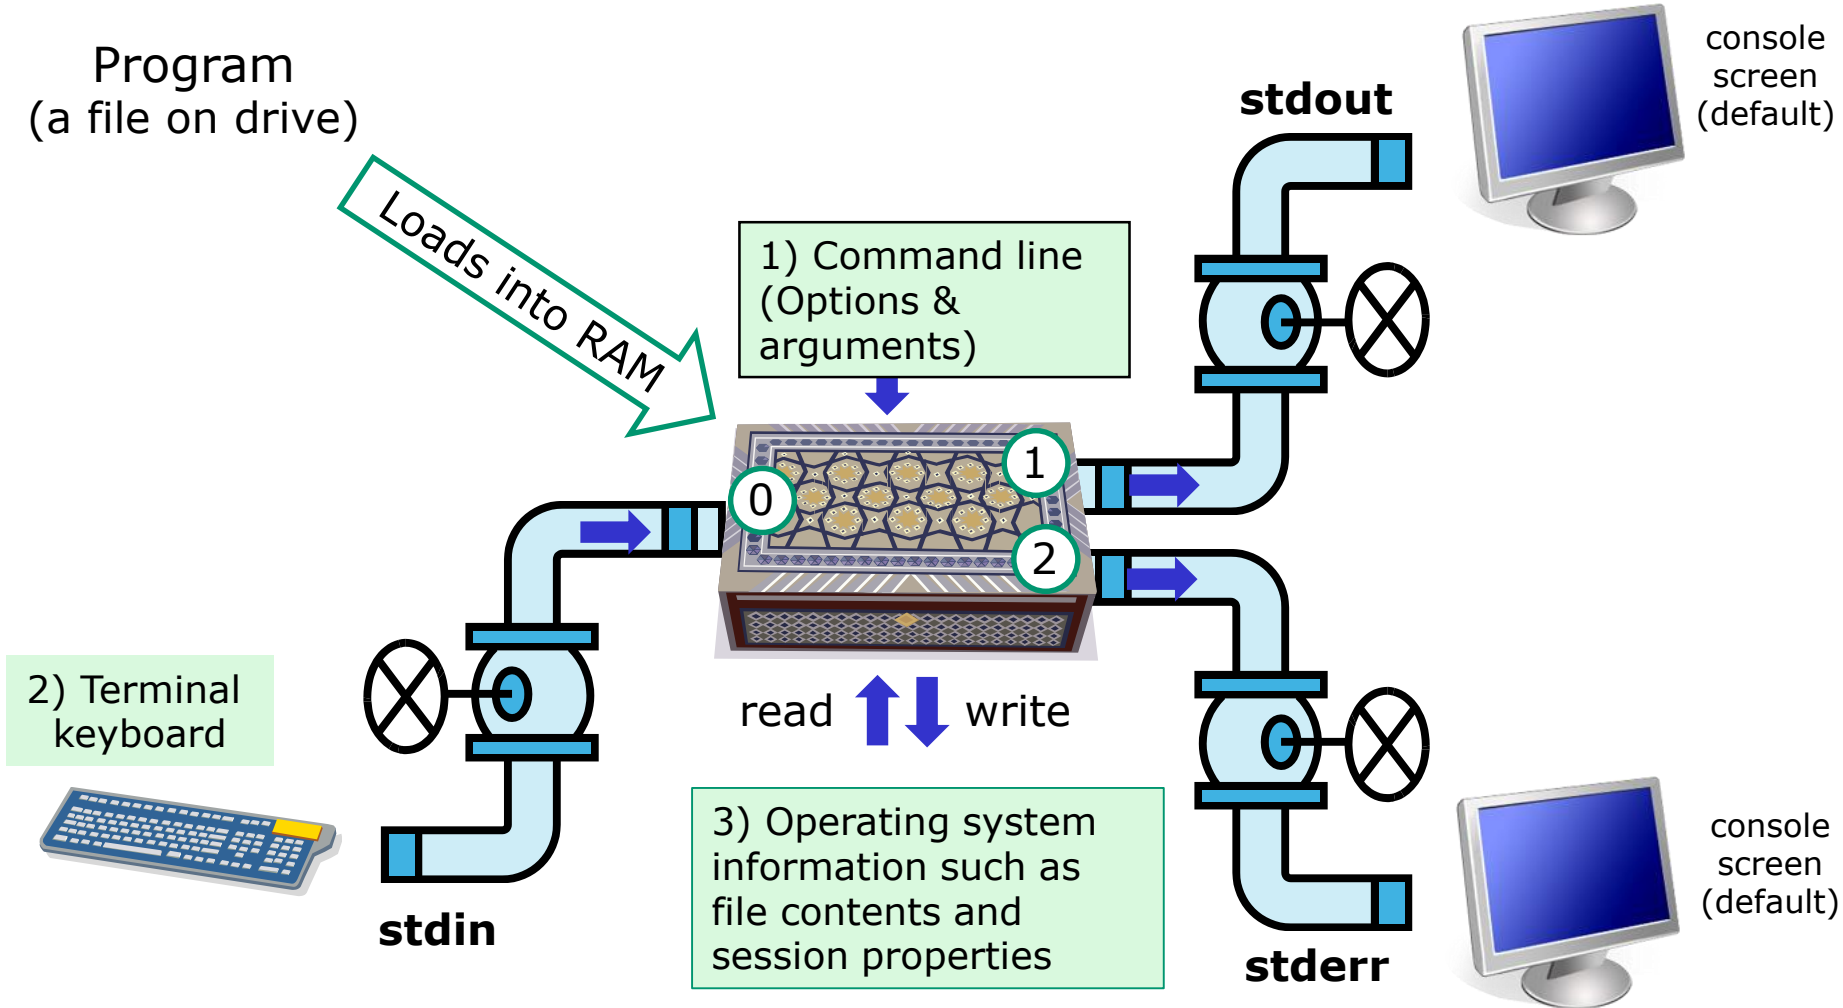 Program
(a file on drive)
Loads into RAM
1) Command line
(Options &
arguments)
stdout
console
screen
(default)
0
1
2
2) Terminal
keyboard
read
write
stdin
3) Operating system
information such as
file contents and
session properties
stderr
console
screen
(default)